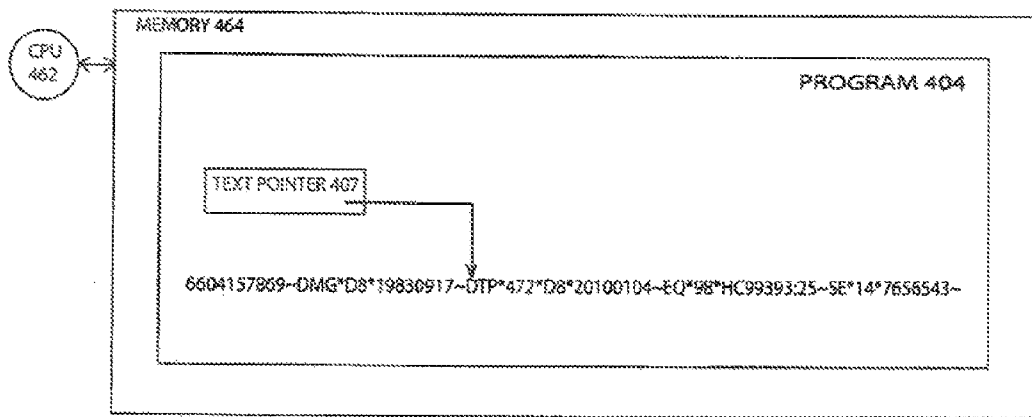 MEMORY 464
CPU
462
PROGRAM 404
TEXT POINTER 407
6604157869~DMG*D8*19830917~DTP*472*D8*20100104~EQ*98*HC99393:25~SE*14*7656543~